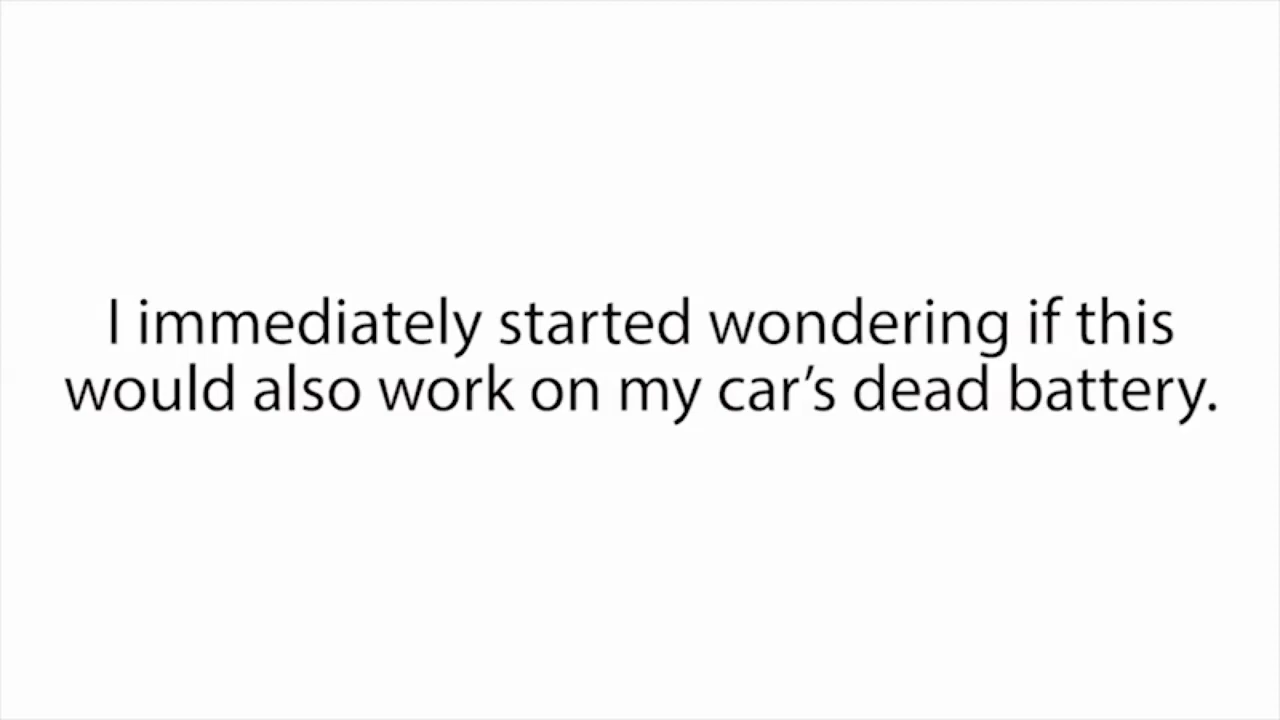 I immediately started wondering if this
would also work on my car’s dead battery.